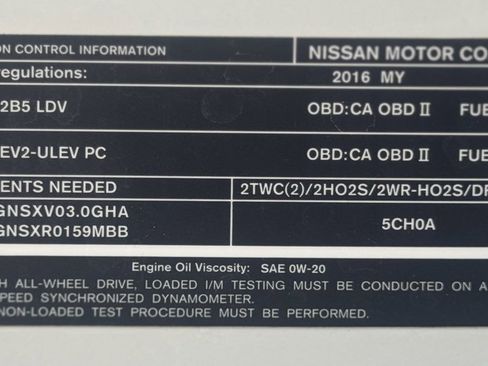 ON CONTROL INFORMATION NISSAN MOTOR CO
regulations: 2016 MY
2B5 LDV OBD:CA OBD II FUE
EV2-ULEV PC OBD:CA OBD II FUE
ENTS NEEDED 2TWC(2)/2HO2S/2WR-HO2S/DF
GNSXV03.0GHA
GNSXR0159MBB 5CH0A
Engine Oil Viscosity: SAE 0W-20
H ALL-WHEEL DRIVE, LOADED I/M TESTING MUST BE CONDUCTED ON A
PEED SYNCHRONIZED DYNAMOMETER.
NON-LOADED TEST PROCEDURE MUST BE PERFORMED.